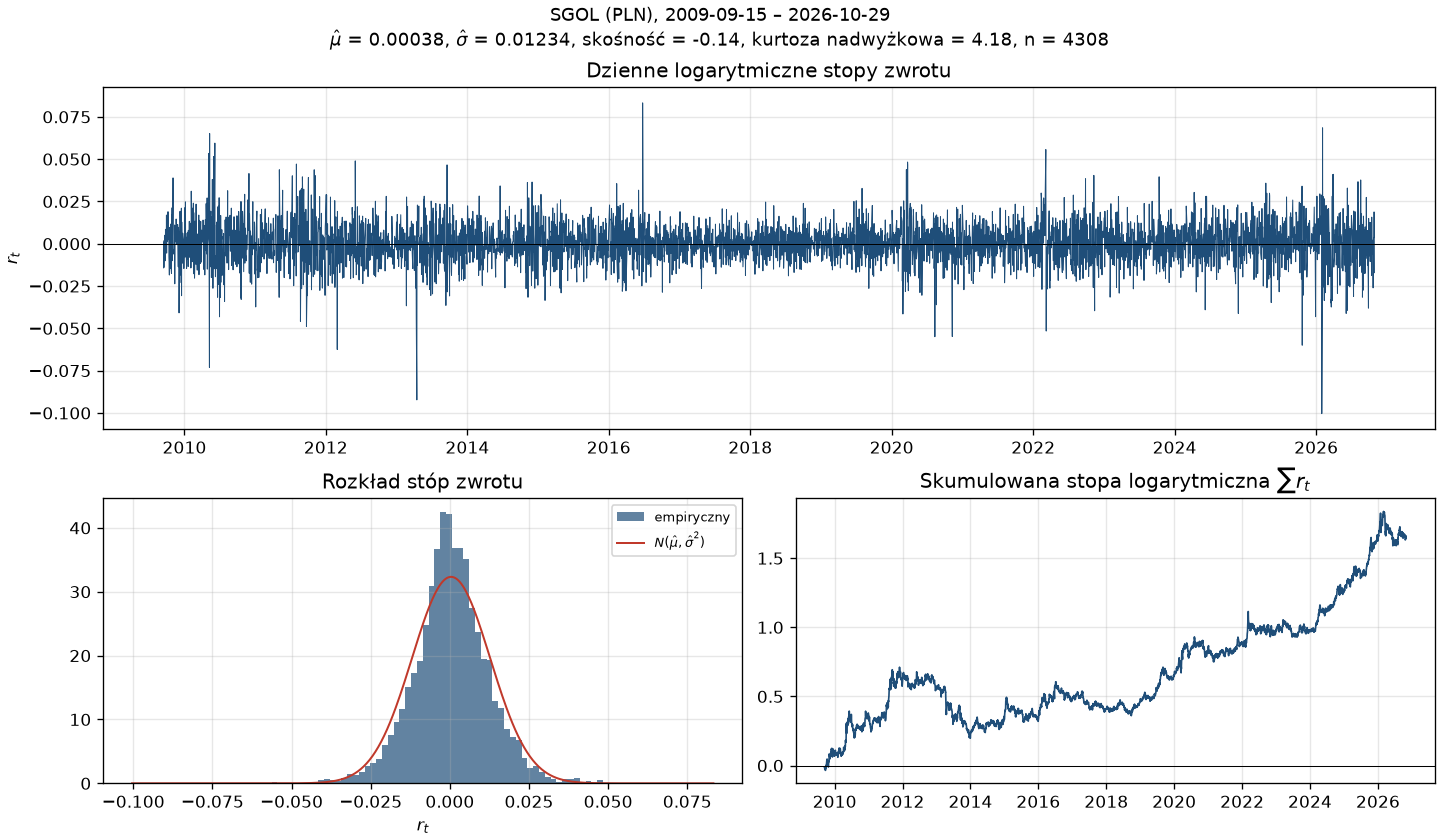 SGOL (PLN), 2009-09-15 – 2026-10-29
μ̂ = 0.00038, σ̂ = 0.01234, skośność = -0.14, kurtoza nadwyżkowa = 4.18, n = 4308
Dzienne logarytmiczne stopy zwrotu
0.075
0.050
0.025
0.000
−0.025
−0.050
−0.075
−0.100
r_t
2010 2012 2014 2016 2018 2020 2022 2024 2026
Rozkład stóp zwrotu
empiryczny
N(μ̂, σ̂²)
40
30
20
10
0
−0.100 −0.075 −0.050 −0.025 0.000 0.025 0.050 0.075
r_t
Skumulowana stopa logarytmiczna ∑r_t
1.5
1.0
0.5
0.0
2010 2012 2014 2016 2018 2020 2022 2024 2026